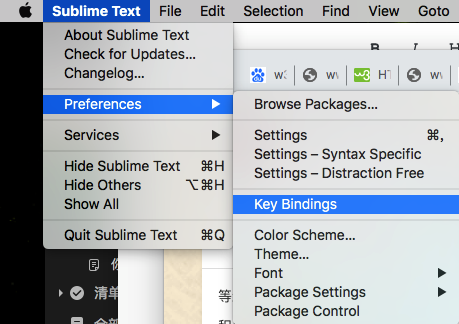 Sublime Text File Edit Selection Find View Goto
About Sublime Text
Check for Updates...
Changelog...
Preferences
Services
Hide Sublime Text ⌘H
Hide Others ⌥⌘H
Show All
Quit Sublime Text ⌘Q
B I H
w3 HT
Browse Packages...
Settings ⌘,
Settings – Syntax Specific
Settings – Distraction Free
Key Bindings
Color Scheme...
Theme...
Font
Package Settings
Package Control
清单
等